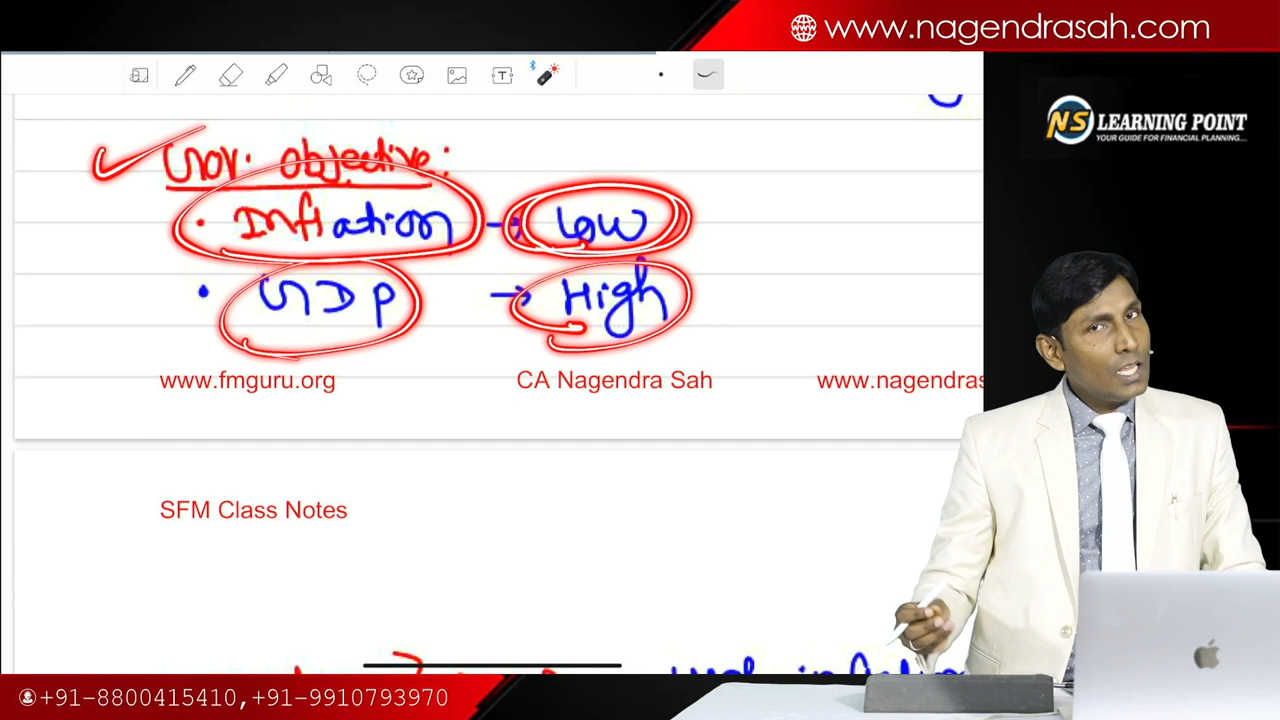 www.nagendrasah.com
NS LEARNING POINT
YOUR GUIDE FOR FINANCIAL PLANNING....
T
Gov. objective:
• Inflation → Low
• GDP → High
www.fmguru.org CA Nagendra Sah www.nagendras
SFM Class Notes
+91-8800415410,+91-9910793970